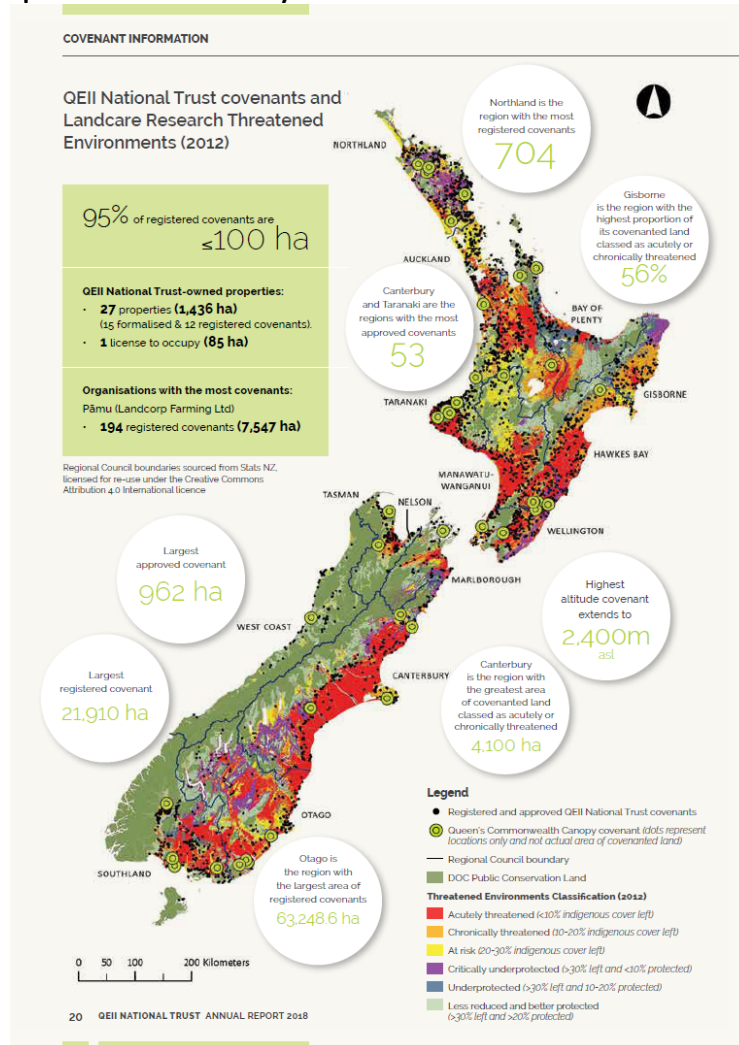 COVENANT INFORMATION
QEII National Trust covenants and
Landcare Research Threatened
Environments (2012)
95% of registered covenants are
≤100 ha
QEII National Trust-owned properties:
• 27 properties (1,436 ha)
(15 formalised & 12 registered covenants).
• 1 license to occupy (85 ha)
Organisations with the most covenants:
Pāmu (Landcorp Farming Ltd)
• 194 registered covenants (7,547 ha)
Regional Council boundaries sourced from Stats NZ,
licensed for re-use under the Creative Commons
Attribution 4.0 International licence
Northland is the
region with the most
registered covenants
704
Gisborne
is the region with the
highest proportion of
its covenanted land
classed as acutely or
chronically threatened
56%
Canterbury
and Taranaki are the
regions with the most
approved covenants
53
NORTHLAND
AUCKLAND
BAY OF
PLENTY
GISBORNE
TARANAKI
HAWKES BAY
MANAWATU-
WANGANUI
WELLINGTON
TASMAN
NELSON
MARLBOROUGH
WEST COAST
CANTERBURY
OTAGO
SOUTHLAND
Largest
approved covenant
962 ha
Largest
registered covenant
21,910 ha
Highest
altitude covenant
extends to
2,400m
asl
Canterbury
is the region with
the greatest area
of covenanted land
classed as acutely or
chronically threatened
4,100 ha
Otago is
the region with
the largest area of
registered covenants
63,248.6 ha
Legend
Registered and approved QEII National Trust covenants
Queen's Commonwealth Canopy covenant (dots represent
locations only and not actual area of covenanted land)
Regional Council boundary
DOC Public Conservation Land
Threatened Environments Classification (2012)
Acutely threatened (<10% indigenous cover left)
Chronically threatened (10-20% indigenous cover left)
At risk (20-30% indigenous cover left)
Critically underprotected (>30% left and <10% protected)
Underprotected (>30% left and 10-20% protected)
Less reduced and better protected
(>30% left and >20% protected)
0 50 100 200 Kilometers
20 QEII NATIONAL TRUST ANNUAL REPORT 2018